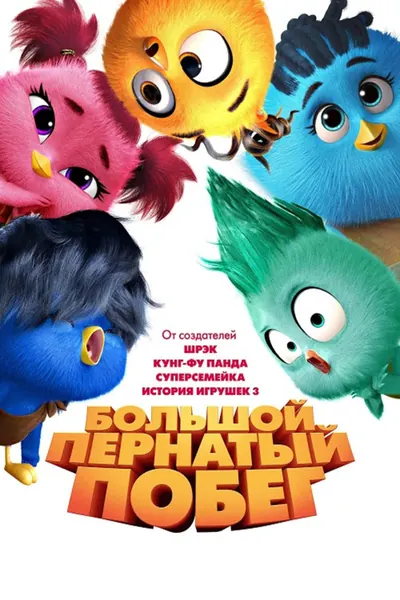 От создателей
ШРЭК
КУНГ-ФУ ПАНДА
СУПЕРСЕМЕЙКА
ИСТОРИЯ ИГРУШЕК 3
БОЛЬШОЙ
ПЕРНАТЫЙ
ПОБЕГ